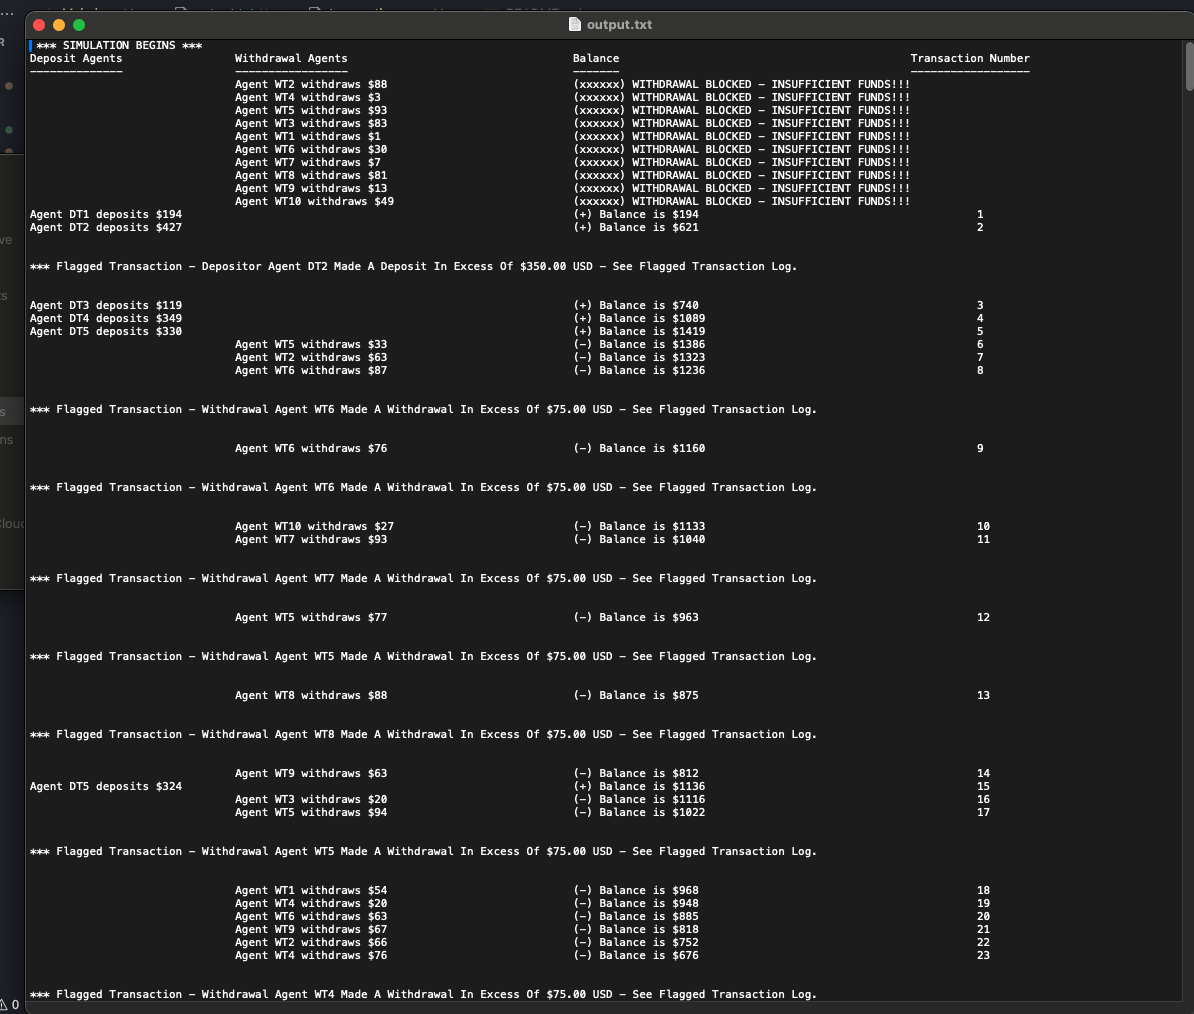 output.txt
*** SIMULATION BEGINS ***
Deposit Agents Withdrawal Agents Balance Transaction Number
-------------- ----------------- ------- ------------------
Agent WT2 withdraws $88 (xxxxxx) WITHDRAWAL BLOCKED - INSUFFICIENT FUNDS!!!
Agent WT4 withdraws $3 (xxxxxx) WITHDRAWAL BLOCKED - INSUFFICIENT FUNDS!!!
Agent WT5 withdraws $93 (xxxxxx) WITHDRAWAL BLOCKED - INSUFFICIENT FUNDS!!!
Agent WT3 withdraws $83 (xxxxxx) WITHDRAWAL BLOCKED - INSUFFICIENT FUNDS!!!
Agent WT1 withdraws $1 (xxxxxx) WITHDRAWAL BLOCKED - INSUFFICIENT FUNDS!!!
Agent WT6 withdraws $30 (xxxxxx) WITHDRAWAL BLOCKED - INSUFFICIENT FUNDS!!!
Agent WT7 withdraws $7 (xxxxxx) WITHDRAWAL BLOCKED - INSUFFICIENT FUNDS!!!
Agent WT8 withdraws $81 (xxxxxx) WITHDRAWAL BLOCKED - INSUFFICIENT FUNDS!!!
Agent WT9 withdraws $13 (xxxxxx) WITHDRAWAL BLOCKED - INSUFFICIENT FUNDS!!!
Agent WT10 withdraws $49 (xxxxxx) WITHDRAWAL BLOCKED - INSUFFICIENT FUNDS!!!
Agent DT1 deposits $194 (+) Balance is $194 1
Agent DT2 deposits $427 (+) Balance is $621 2
*** Flagged Transaction - Depositor Agent DT2 Made A Deposit In Excess Of $350.00 USD - See Flagged Transaction Log.
Agent DT3 deposits $119 (+) Balance is $740 3
Agent DT4 deposits $349 (+) Balance is $1089 4
Agent DT5 deposits $330 (+) Balance is $1419 5
Agent WT5 withdraws $33 (-) Balance is $1386 6
Agent WT2 withdraws $63 (-) Balance is $1323 7
Agent WT6 withdraws $87 (-) Balance is $1236 8
*** Flagged Transaction - Withdrawal Agent WT6 Made A Withdrawal In Excess Of $75.00 USD - See Flagged Transaction Log.
Agent WT6 withdraws $76 (-) Balance is $1160 9
*** Flagged Transaction - Withdrawal Agent WT6 Made A Withdrawal In Excess Of $75.00 USD - See Flagged Transaction Log.
Agent WT10 withdraws $27 (-) Balance is $1133 10
Agent WT7 withdraws $93 (-) Balance is $1040 11
*** Flagged Transaction - Withdrawal Agent WT7 Made A Withdrawal In Excess Of $75.00 USD - See Flagged Transaction Log.
Agent WT5 withdraws $77 (-) Balance is $963 12
*** Flagged Transaction - Withdrawal Agent WT5 Made A Withdrawal In Excess Of $75.00 USD - See Flagged Transaction Log.
Agent WT8 withdraws $88 (-) Balance is $875 13
*** Flagged Transaction - Withdrawal Agent WT8 Made A Withdrawal In Excess Of $75.00 USD - See Flagged Transaction Log.
Agent WT9 withdraws $63 (-) Balance is $812 14
Agent DT5 deposits $324 (+) Balance is $1136 15
Agent WT3 withdraws $20 (-) Balance is $1116 16
Agent WT5 withdraws $94 (-) Balance is $1022 17
*** Flagged Transaction - Withdrawal Agent WT5 Made A Withdrawal In Excess Of $75.00 USD - See Flagged Transaction Log.
Agent WT1 withdraws $54 (-) Balance is $968 18
Agent WT4 withdraws $20 (-) Balance is $948 19
Agent WT6 withdraws $63 (-) Balance is $885 20
Agent WT9 withdraws $67 (-) Balance is $818 21
Agent WT2 withdraws $66 (-) Balance is $752 22
Agent WT4 withdraws $76 (-) Balance is $676 23
*** Flagged Transaction - Withdrawal Agent WT4 Made A Withdrawal In Excess Of $75.00 USD - See Flagged Transaction Log.
0